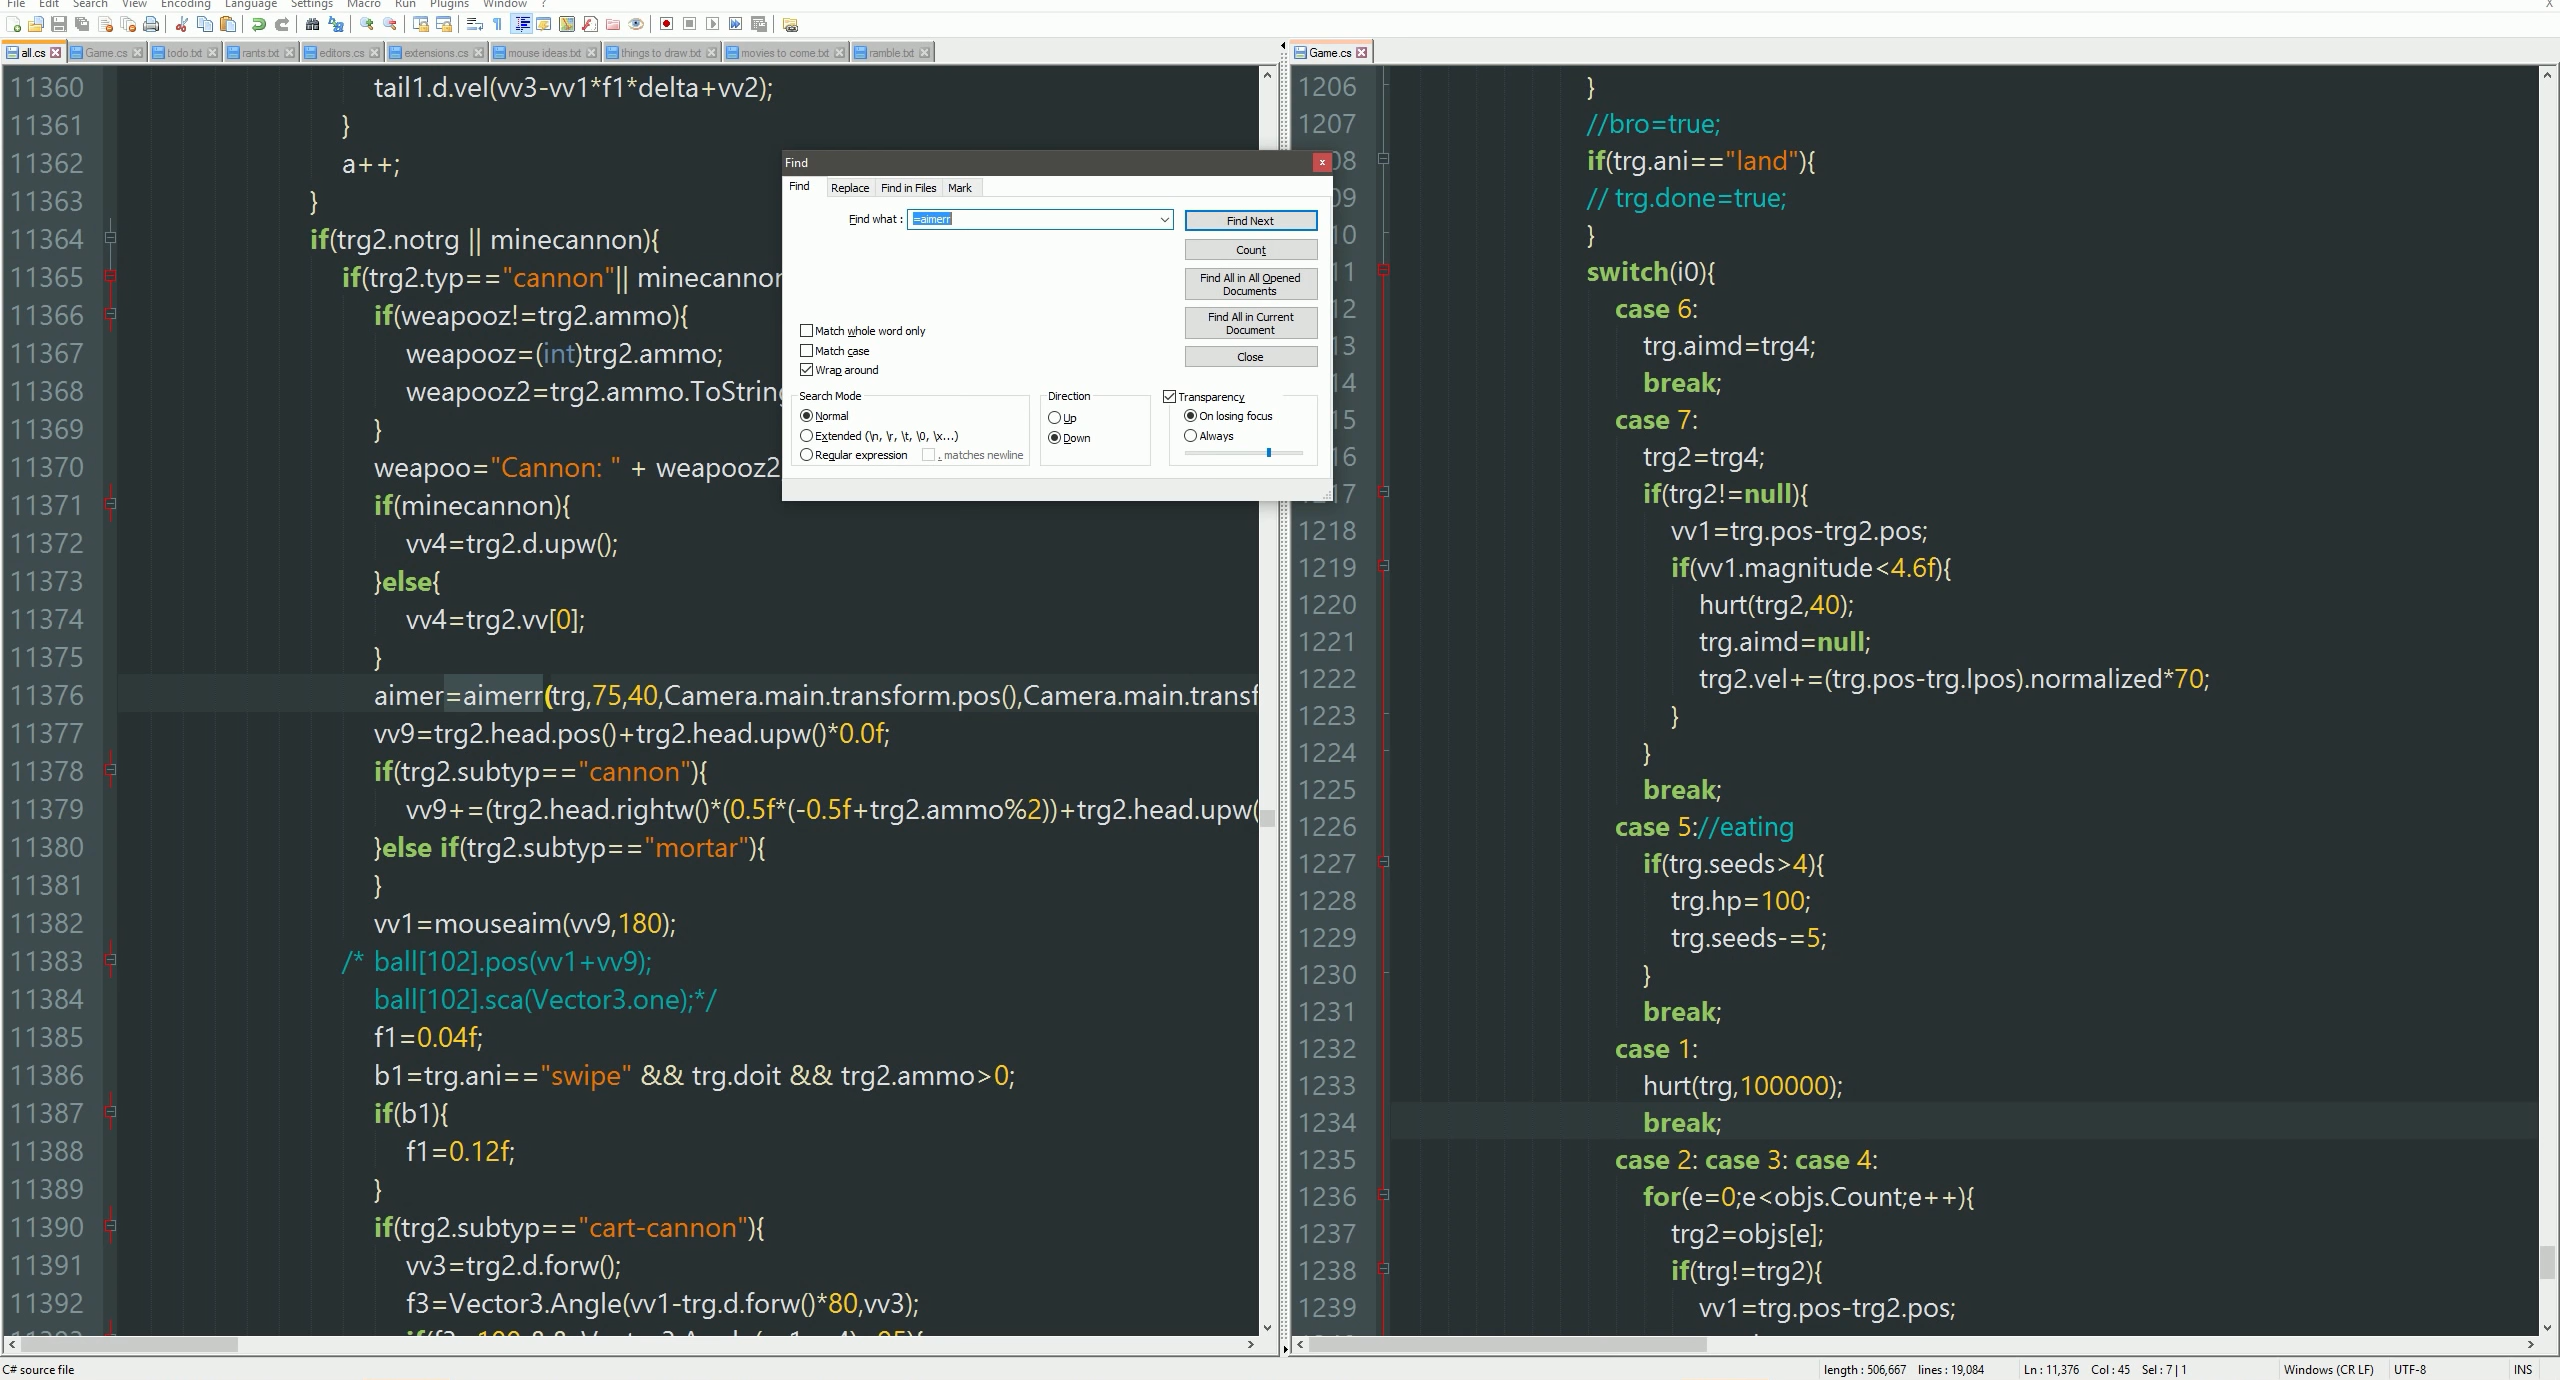 File Edit Search View Encoding Language Settings Macro Run Plugins Window ? X
all.cs Game.cs todo.txt rants.txt editors.cs extensions.cs mouse ideas.txt things to draw.txt movies to come.txt ramble.txt
11360 tail1.d.vel(vv3-vv1*f1*delta+vv2);
11361 }
11362 a++;
11363 }
11364 if(trg2.notrg || minecannon){
11365 if(trg2.typ=="cannon"|| minecannon
11366 if(weapooz!=trg2.ammo){
11367 weapooz=(int)trg2.ammo;
11368 weapooz2=trg2.ammo.ToString
11369 }
11370 weapoo="Cannon: " + weapooz2
11371 if(minecannon){
11372 vv4=trg2.d.upw();
11373 }else{
11374 vv4=trg2.vv[0];
11375 }
11376 aimer=aimerr(trg,75,40,Camera.main.transform.pos(),Camera.main.transf
11377 vv9=trg2.head.pos()+trg2.head.upw()*0.0f;
11378 if(trg2.subtyp=="cannon"){
11379 vv9+=(trg2.head.rightw()*(0.5f*(-0.5f+trg2.ammo%2))+trg2.head.upw(
11380 }else if(trg2.subtyp=="mortar"){
11381 }
11382 vv1=mouseaim(vv9,180);
11383 /* ball[102].pos(vv1+vv9);
11384 ball[102].sca(Vector3.one);*/
11385 f1=0.04f;
11386 b1=trg.ani=="swipe" && trg.doit && trg2.ammo>0;
11387 if(b1){
11388 f1=0.12f;
11389 }
11390 if(trg2.subtyp=="cart-cannon"){
11391 vv3=trg2.d.forw();
11392 f3=Vector3.Angle(vv1-trg.d.forw()*80,vv3);
Find x
Find Replace Find in Files Mark
Find what : =aimerr Find Next
Count
Find All in All Opened
Documents
Find All in Current
Document
Close
Match whole word only
Match case
Wrap around
Search Mode
Normal
Extended (\n, \r, \t, \0, \x...)
Regular expression . matches newline
Direction
Up
Down
Transparency
On losing focus
Always
Game.cs
1206 }
1207 //bro=true;
08 if(trg.ani=="land"){
09 // trg.done=true;
10 }
11 switch(i0){
12 case 6:
13 trg.aimd=trg4;
14 break;
15 case 7:
16 trg2=trg4;
217 if(trg2!=null){
1218 vv1=trg.pos-trg2.pos;
1219 if(vv1.magnitude<4.6f){
1220 hurt(trg2,40);
1221 trg.aimd=null;
1222 trg2.vel+=(trg.pos-trg.lpos).normalized*70;
1223 }
1224 }
1225 break;
1226 case 5://eating
1227 if(trg.seeds>4){
1228 trg.hp=100;
1229 trg.seeds-=5;
1230 }
1231 break;
1232 case 1:
1233 hurt(trg,100000);
1234 break;
1235 case 2: case 3: case 4:
1236 for(e=0;e<objs.Count;e++){
1237 trg2=objs[e];
1238 if(trg!=trg2){
1239 vv1=trg.pos-trg2.pos;
C# source file length : 506,667 lines : 19,084 Ln : 11,376 Col : 45 Sel : 7 | 1 Windows (CR LF) UTF-8 INS